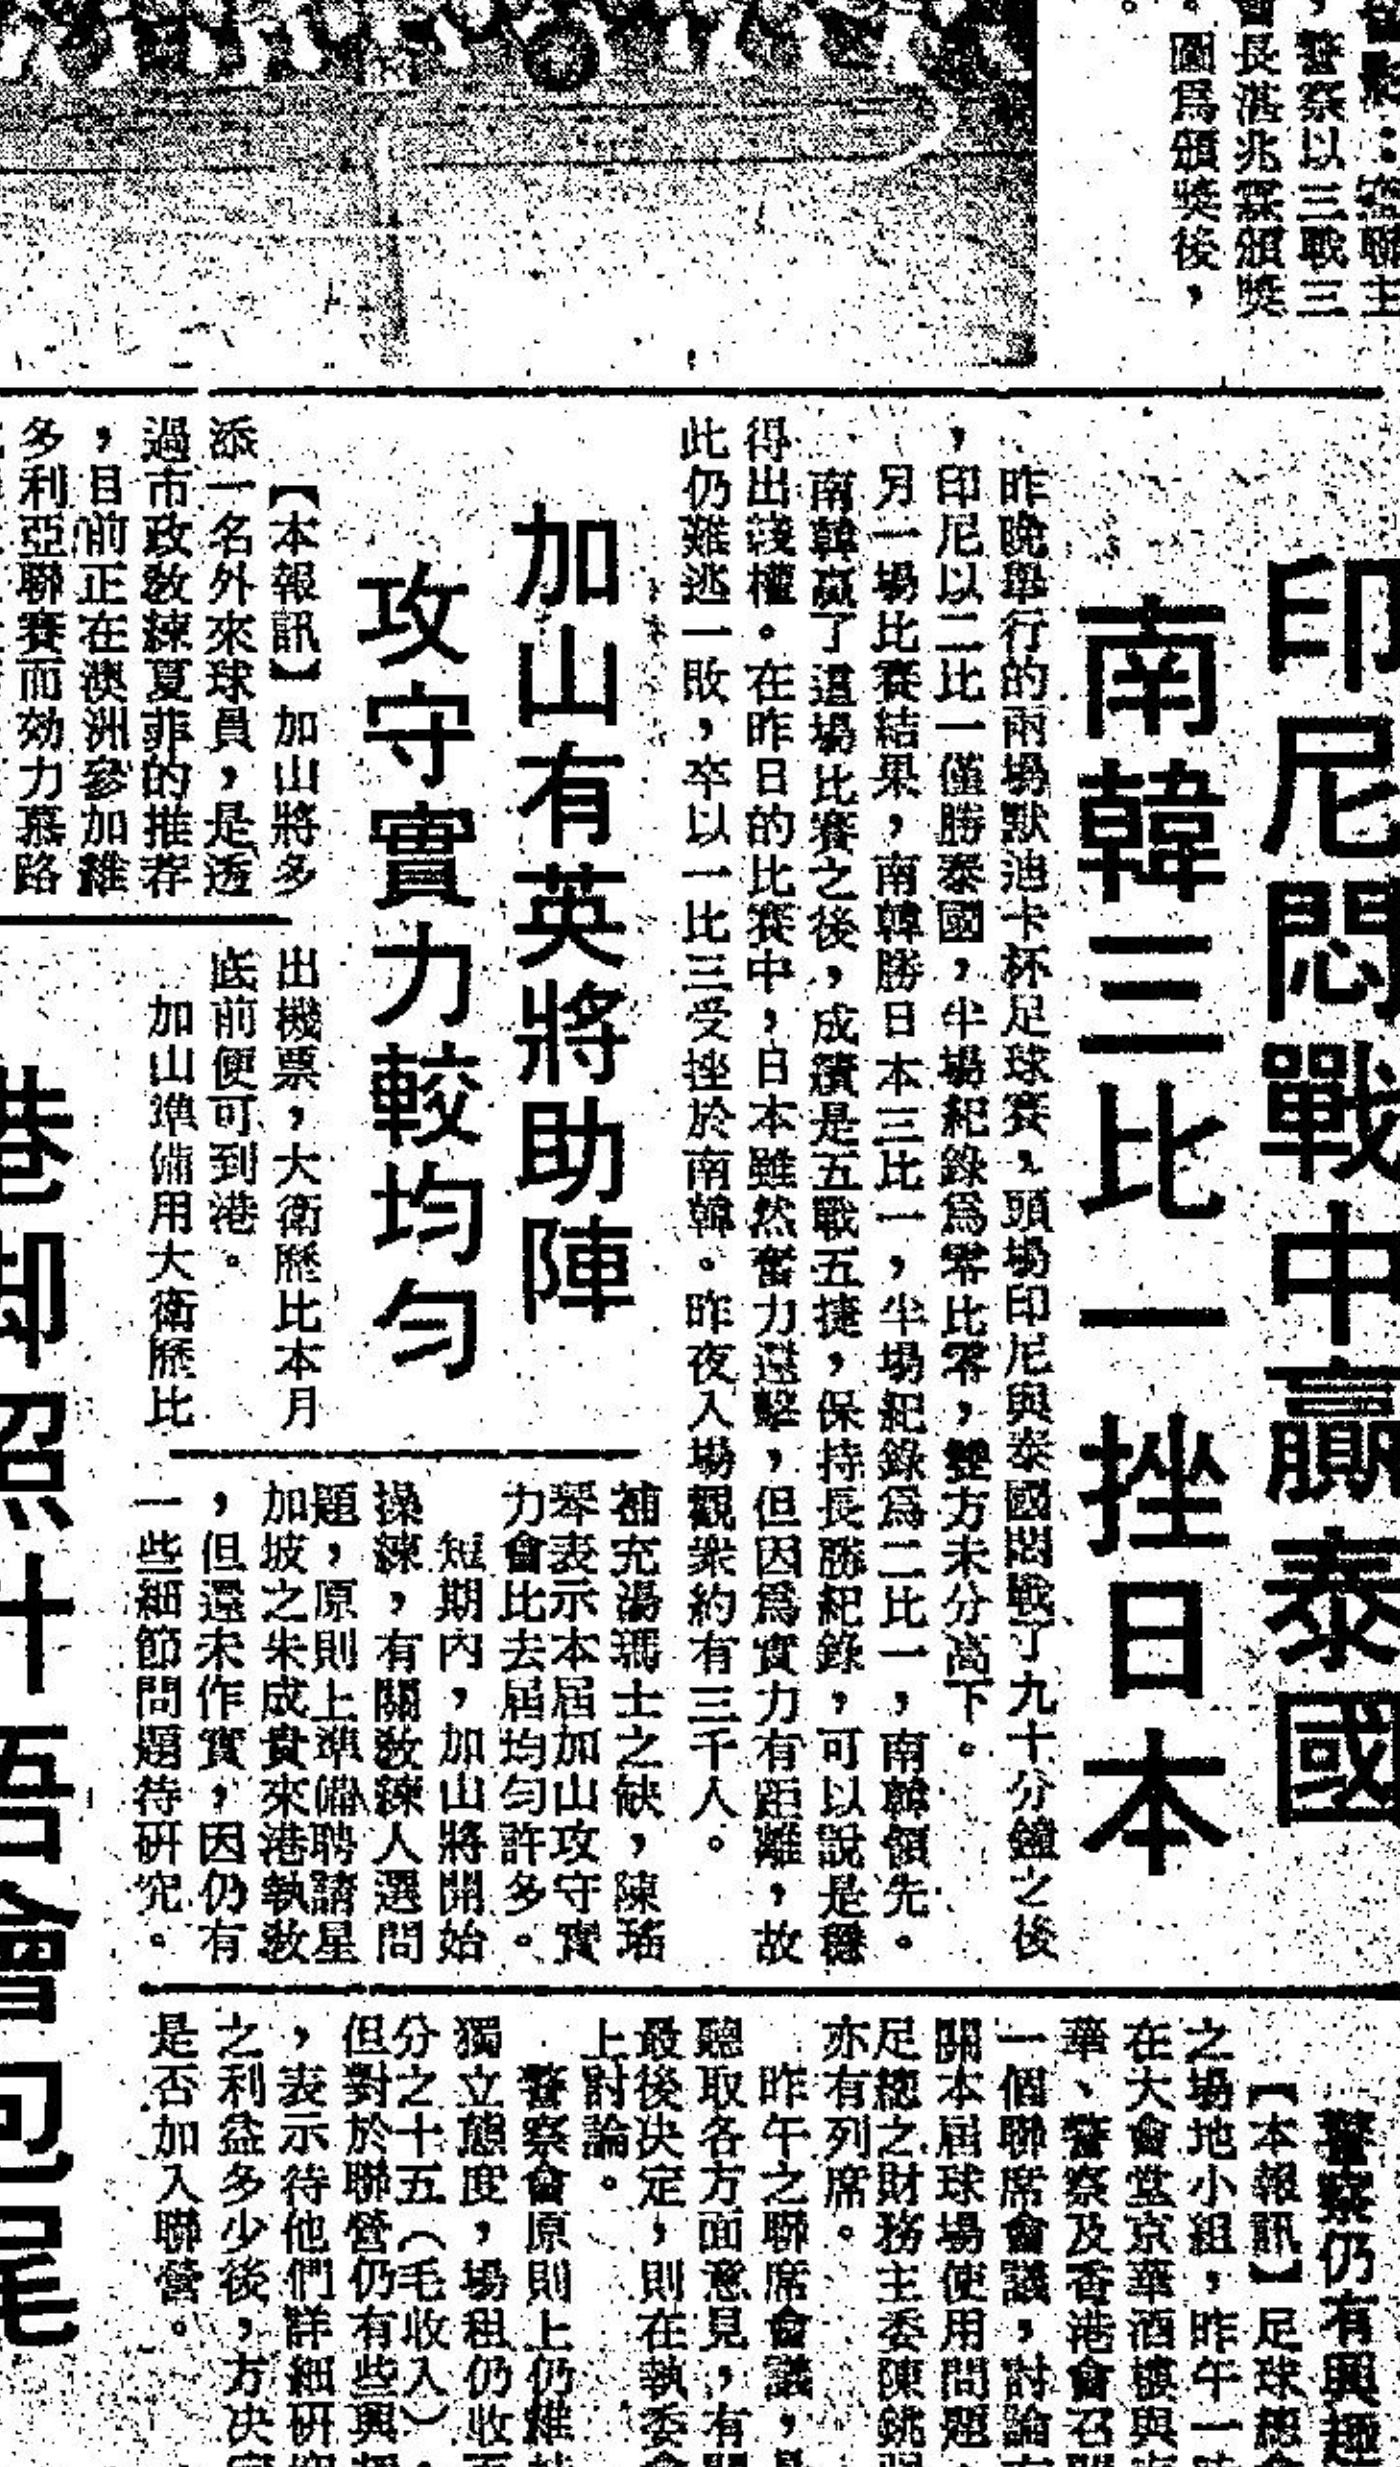 警察以三戰三
長湛兆霖頒獎
。圖爲頒獎後，
印尼悶戰中贏泰國
南韓三比一挫日本
昨晚舉行的兩場默迪卡杯足球賽，頭場印尼與泰國悶戰了九十分鐘之後
，印尼以二比一僅勝泰國，半場紀錄爲零比零，雙方未分高下。
另一場比賽結果，南韓勝日本三比一，半場紀錄爲二比一，南韓領先。
南韓贏了這場比賽之後，成績是五戰五捷，保持長勝紀錄，可以說是穩
得出綫權。在昨日的比賽中，日本雖然奮力還擊，但因爲實力有距離，故
此仍難逃一敗，卒以一比三受挫於南韓。昨夜入場觀衆約有三千人。
加山有英將助陣
攻守實力較均勻
【本報訊】加山將多
添一名外來球員，是透
過市政敎練夏菲的推荐
，目前正在澳洲參加維
多利亞聯賽而効力慕路
出機票，大衛歷比本月
底前便可到港。
加山準備用大衛歷比
補充湯瑪士之缺，陳瑤
琴表示本屆加山攻守實
力會比去屆均勻許多。
短期內，加山將開始
操練，有關敎練人選問
題，原則上準備聘請星
加坡之朱成貴來港執敎
，但還未作實，因仍有
一些細節問題待研究。
警察仍有興趣
【本報訊】足球總會
之場地小組，昨午一時
在大會堂京華酒樓與
華、警察及香港會召開
一個聯席會議，討論有
關本屆球場使用問題，
足總之財務主委陳銚
亦有列席。
昨午之聯席會議，是
聽取各方面意見，有關
最後決定，則在執委會
上討論。
警察會原則上仍維持
獨立態度，場租仍收百
分之十五（毛收入），
但對於聯營仍有些興趣
，表示待他們詳細研究
之利益多少後，方決定
是否加入聯營。